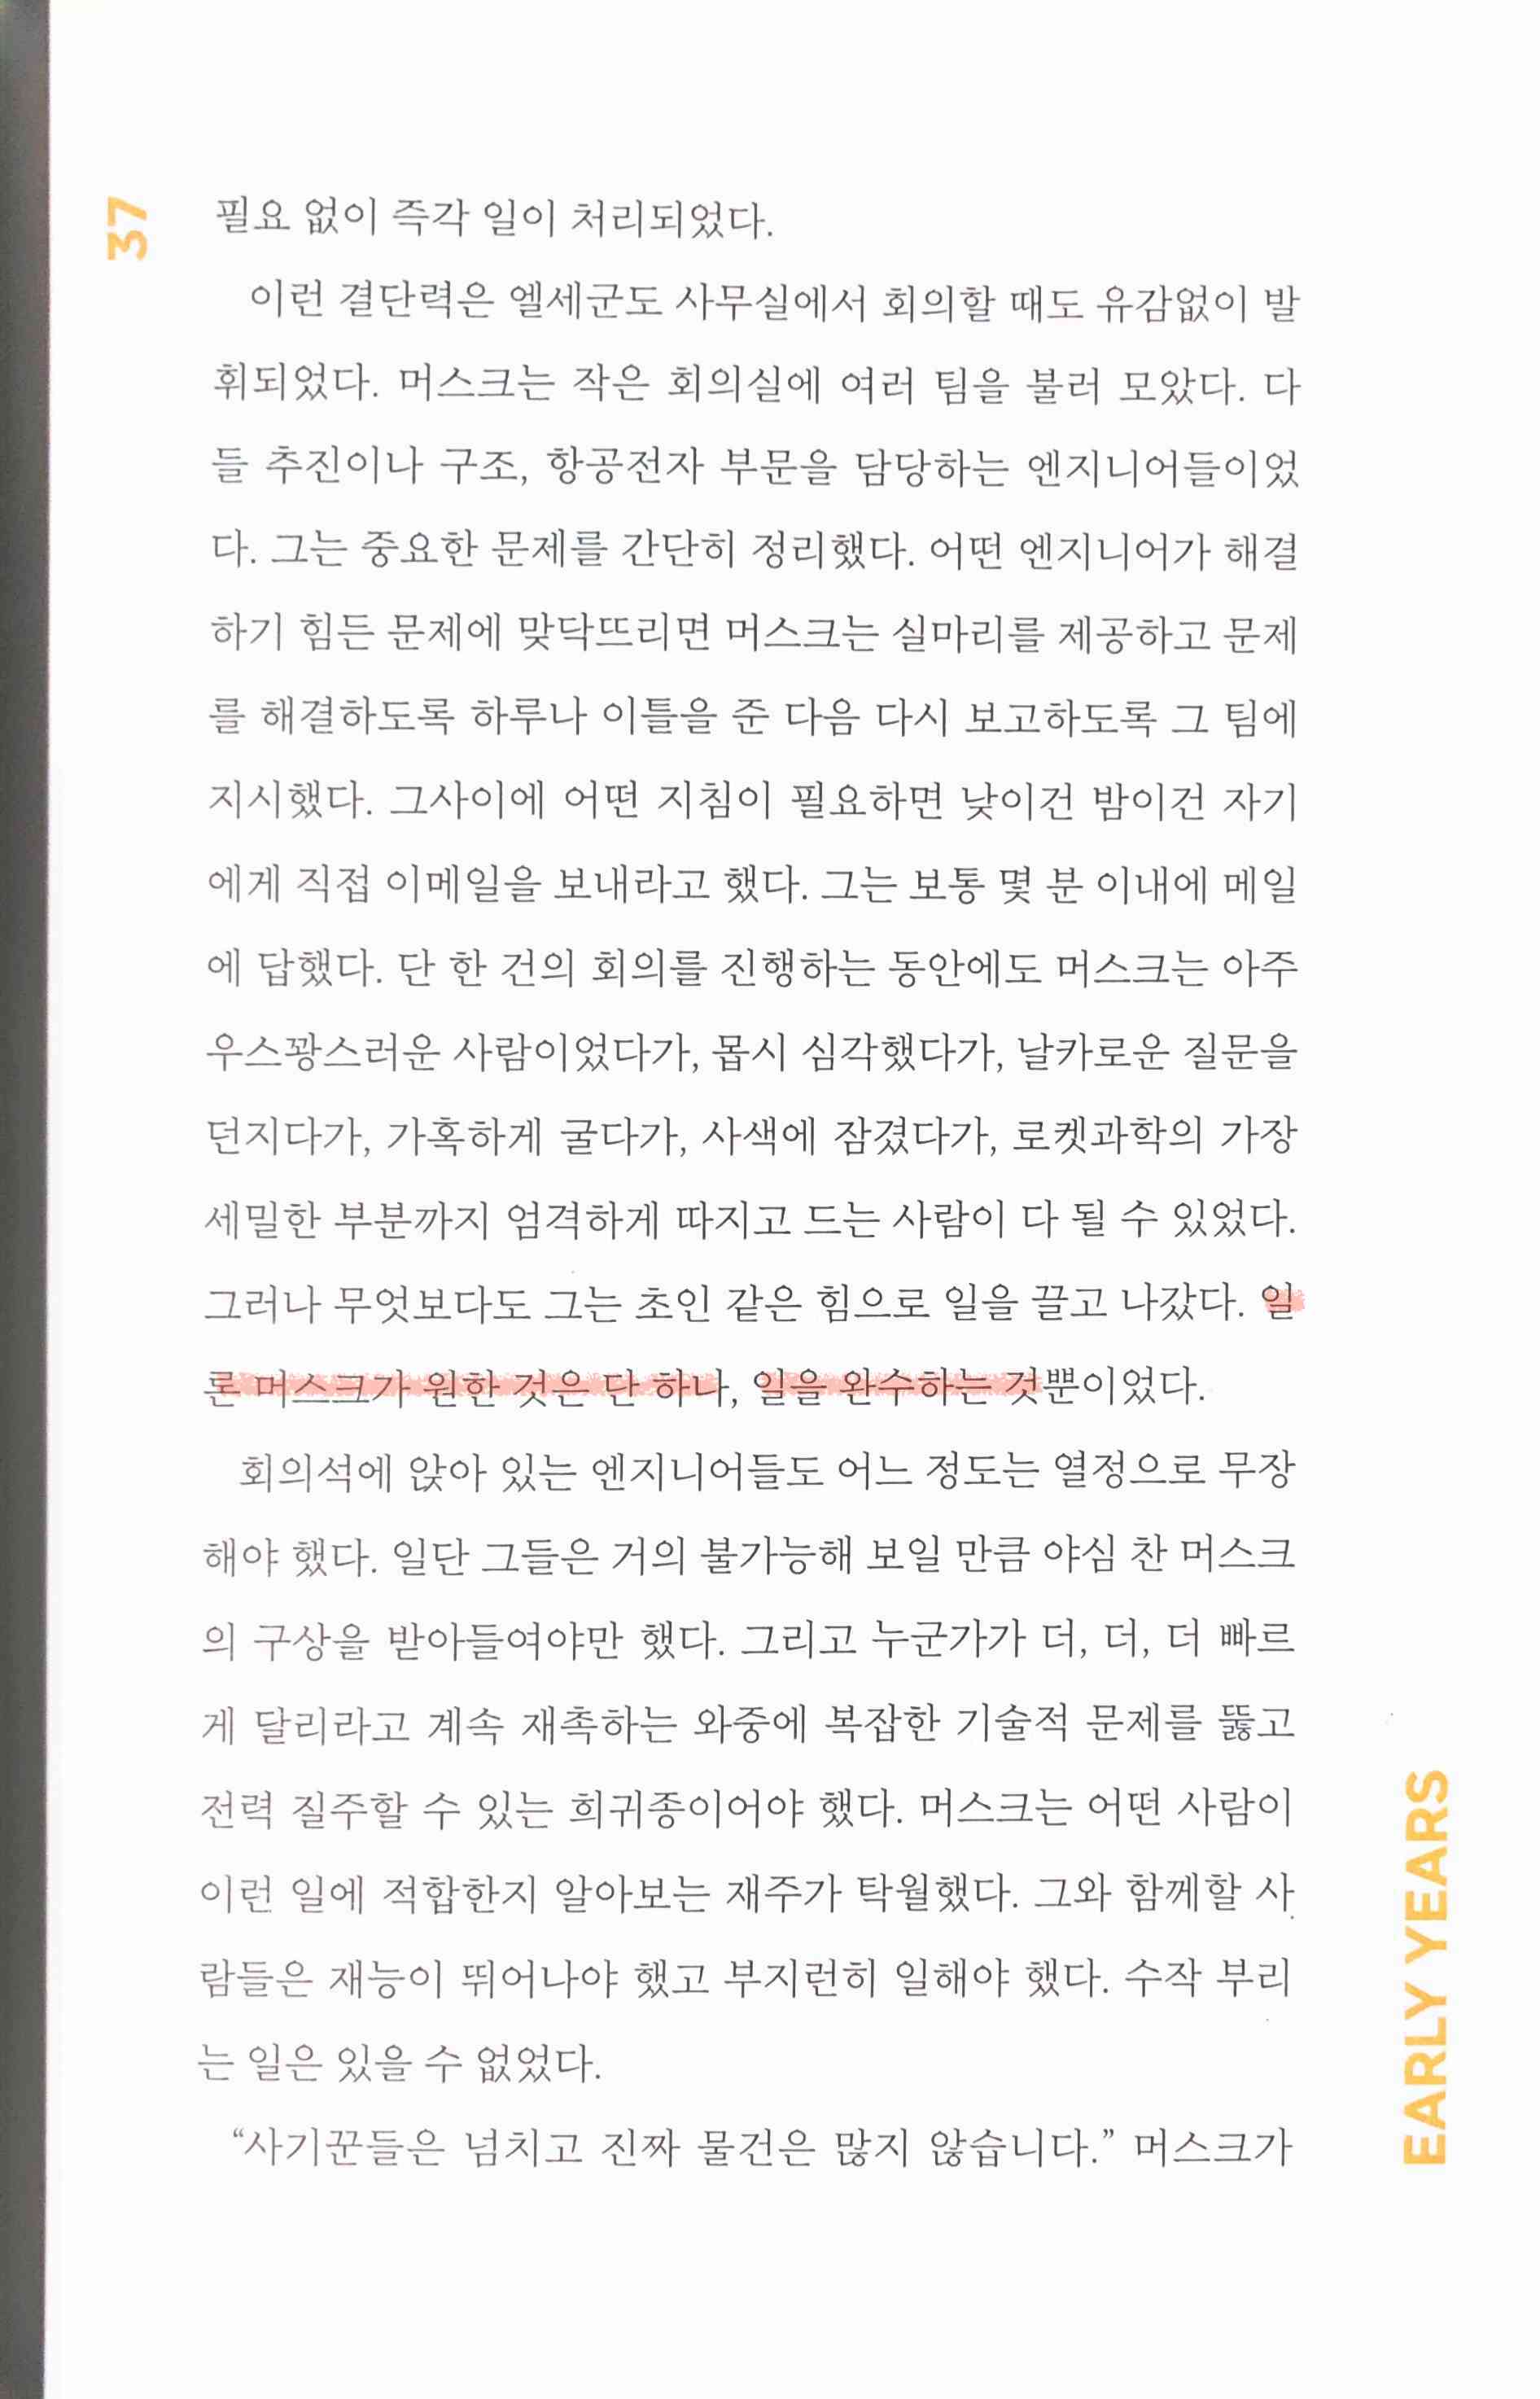 37
필요 없이 즉각 일이 처리되었다.
이런 결단력은 엘세군도 사무실에서 회의할 때도 유감없이 발
휘되었다. 머스크는 작은 회의실에 여러 팀을 불러 모았다. 다
들 추진이나 구조, 항공전자 부문을 담당하는 엔지니어들이었
다. 그는 중요한 문제를 간단히 정리했다. 어떤 엔지니어가 해결
하기 힘든 문제에 맞닥뜨리면 머스크는 실마리를 제공하고 문제
를 해결하도록 하루나 이틀을 준 다음 다시 보고하도록 그 팀에
지시했다. 그사이에 어떤 지침이 필요하면 낮이건 밤이건 자기
에게 직접 이메일을 보내라고 했다. 그는 보통 몇 분 이내에 메일
에 답했다. 단 한 건의 회의를 진행하는 동안에도 머스크는 아주
우스꽝스러운 사람이었다가, 몹시 심각했다가, 날카로운 질문을
던지다가, 가혹하게 굴다가, 사색에 잠겼다가, 로켓과학의 가장
세밀한 부분까지 엄격하게 따지고 드는 사람이 다 될 수 있었다.
그러나 무엇보다도 그는 초인 같은 힘으로 일을 끌고 나갔다. 일
론 머스크가 원한 것은 단 하나, 일을 완수하는 것뿐이었다.
회의석에 앉아 있는 엔지니어들도 어느 정도는 열정으로 무장
해야 했다. 일단 그들은 거의 불가능해 보일 만큼 야심 찬 머스크
의 구상을 받아들여야만 했다. 그리고 누군가가 더, 더, 더 빠르
게 달리라고 계속 재촉하는 와중에 복잡한 기술적 문제를 뚫고
전력 질주할 수 있는 희귀종이어야 했다. 머스크는 어떤 사람이
이런 일에 적합한지 알아보는 재주가 탁월했다. 그와 함께할 사
람들은 재능이 뛰어나야 했고 부지런히 일해야 했다. 수작 부리
는 일은 있을 수 없었다.
“사기꾼들은 넘치고 진짜 물건은 많지 않습니다.” 머스크가
EARLY YEARS